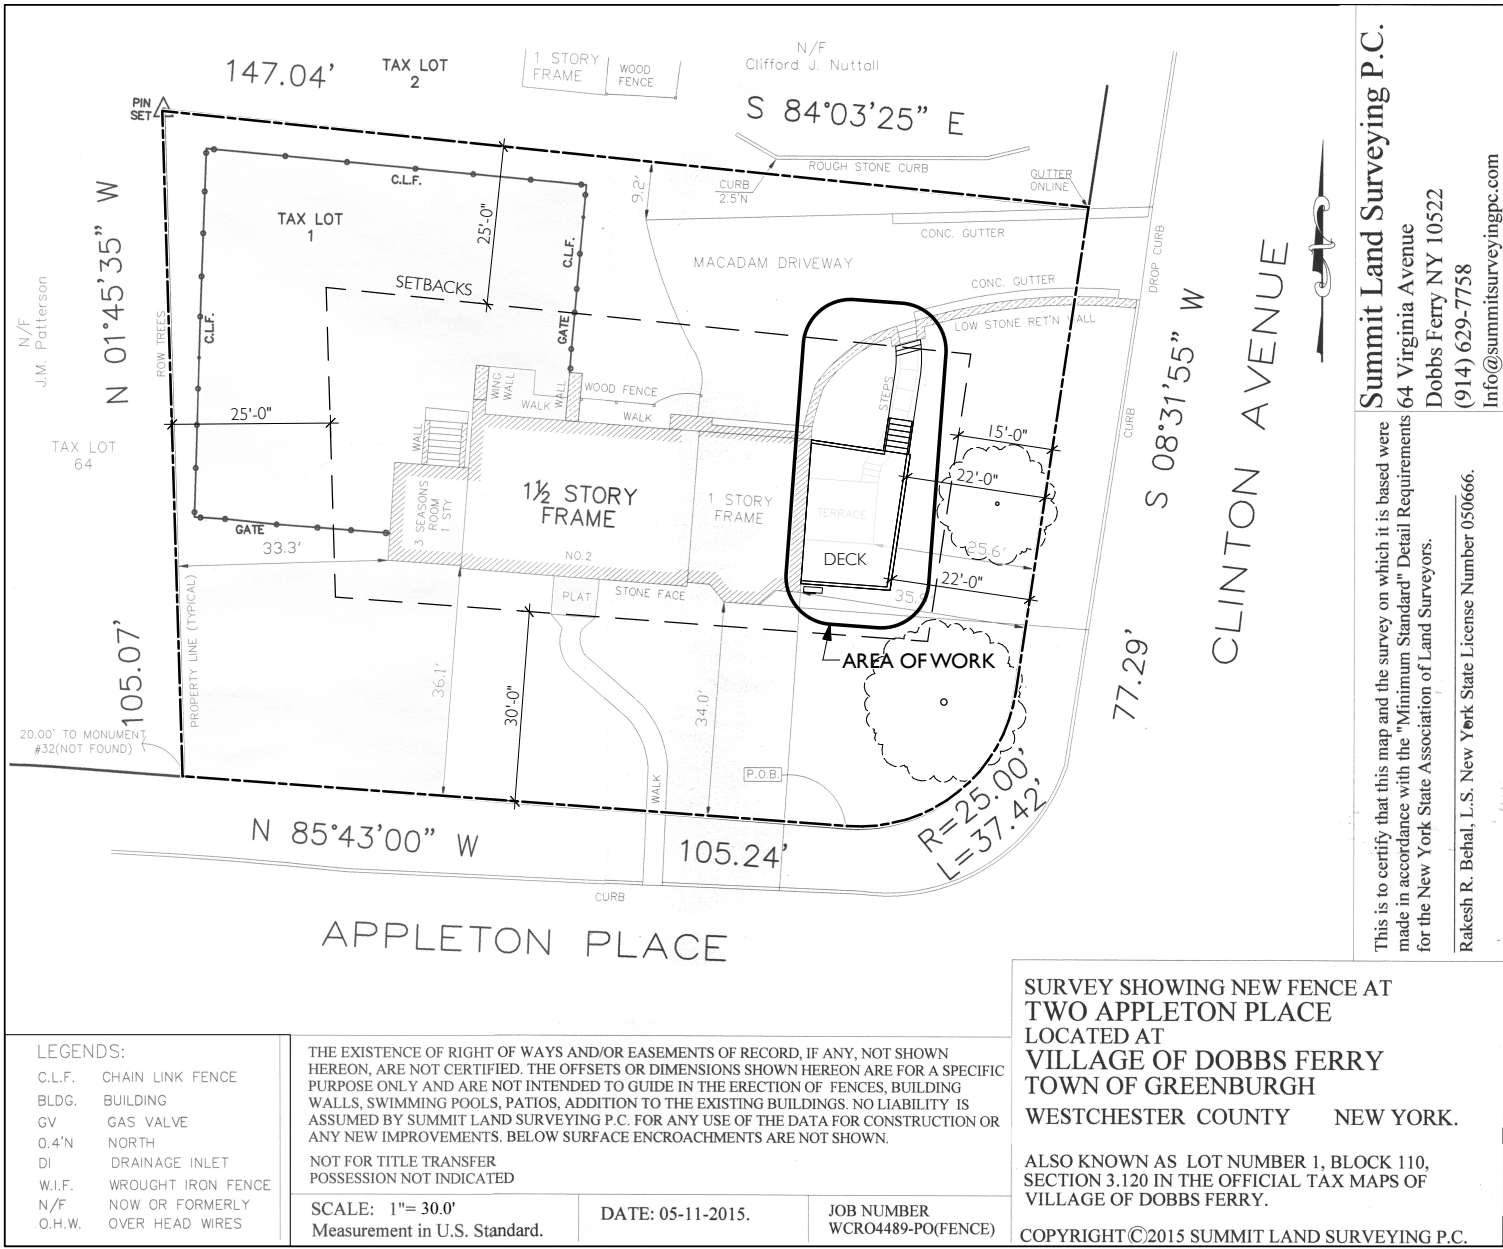 147.04'
TAX LOT
2
1 STORY
FRAME
WOOD
FENCE
N/F
Clifford J. Nuttall
S 84°03'25" E
PIN
SET
ROUGH STONE CURB
CURB
2.5'N
GUTTER
ONLINE
C.L.F.
9.2'
TAX LOT
1
25'-0"
CONC. GUTTER
MACADAM DRIVEWAY
C.L.F.
SETBACKS
CONC. GUTTER
DROP CURB
N 01°45'35" W
N/F
J.M. Patterson
ROW TREES
C.L.F.
GATE
LOW STONE RET'N WALL
S 08°31'55" W
CLINTON AVENUE
WING
WALL
WALK
WALL
WOOD FENCE
WALK
STEPS
CURB
25'-0"
15'-0"
TAX LOT
64
WALL
22'-0"
3 SEASONS
ROOM
1 STY
1½ STORY
FRAME
1 STORY
FRAME
TERRACE
GATE
33.3'
NO.2
DECK
25.6'
22'-0"
PLAT
STONE FACE
35.9
PROPERTY LINE (TYPICAL)
105.07'
AREA OF WORK
36.1'
30'-0"
34.0'
77.29'
20.00' TO MONUMENT
#32(NOT FOUND)
WALK
P.O.B.
R=25.00'
L=37.42'
N 85°43'00" W
105.24'
CURB
APPLETON PLACE
Summit Land Surveying P.C.
64 Virginia Avenue
Dobbs Ferry NY 10522
(914) 629-7758
Info@summitsurveyingpc.com
This is to certify that this map and the survey on which it is based were
made in accordance with the "Minimum Standard" Detail Requirements
for the New York State Association of Land Surveyors.
Rakesh R. Behal, L.S. New York State License Number 050666.
LEGENDS:
C.L.F. CHAIN LINK FENCE
BLDG. BUILDING
GV GAS VALVE
0.4'N NORTH
DI DRAINAGE INLET
W.I.F. WROUGHT IRON FENCE
N/F NOW OR FORMERLY
O.H.W. OVER HEAD WIRES
THE EXISTENCE OF RIGHT OF WAYS AND/OR EASEMENTS OF RECORD, IF ANY, NOT SHOWN
HEREON, ARE NOT CERTIFIED. THE OFFSETS OR DIMENSIONS SHOWN HEREON ARE FOR A SPECIFIC
PURPOSE ONLY AND ARE NOT INTENDED TO GUIDE IN THE ERECTION OF FENCES, BUILDING
WALLS, SWIMMING POOLS, PATIOS, ADDITION TO THE EXISTING BUILDINGS. NO LIABILITY IS
ASSUMED BY SUMMIT LAND SURVEYING P.C. FOR ANY USE OF THE DATA FOR CONSTRUCTION OR
ANY NEW IMPROVEMENTS. BELOW SURFACE ENCROACHMENTS ARE NOT SHOWN.
NOT FOR TITLE TRANSFER
POSSESSION NOT INDICATED
SCALE: 1"= 30.0'
Measurement in U.S. Standard.
DATE: 05-11-2015.
JOB NUMBER
WCRO4489-PO(FENCE)
SURVEY SHOWING NEW FENCE AT
TWO APPLETON PLACE
LOCATED AT
VILLAGE OF DOBBS FERRY
TOWN OF GREENBURGH
WESTCHESTER COUNTY NEW YORK.
ALSO KNOWN AS LOT NUMBER 1, BLOCK 110,
SECTION 3.120 IN THE OFFICIAL TAX MAPS OF
VILLAGE OF DOBBS FERRY.
COPYRIGHT ©2015 SUMMIT LAND SURVEYING P.C.